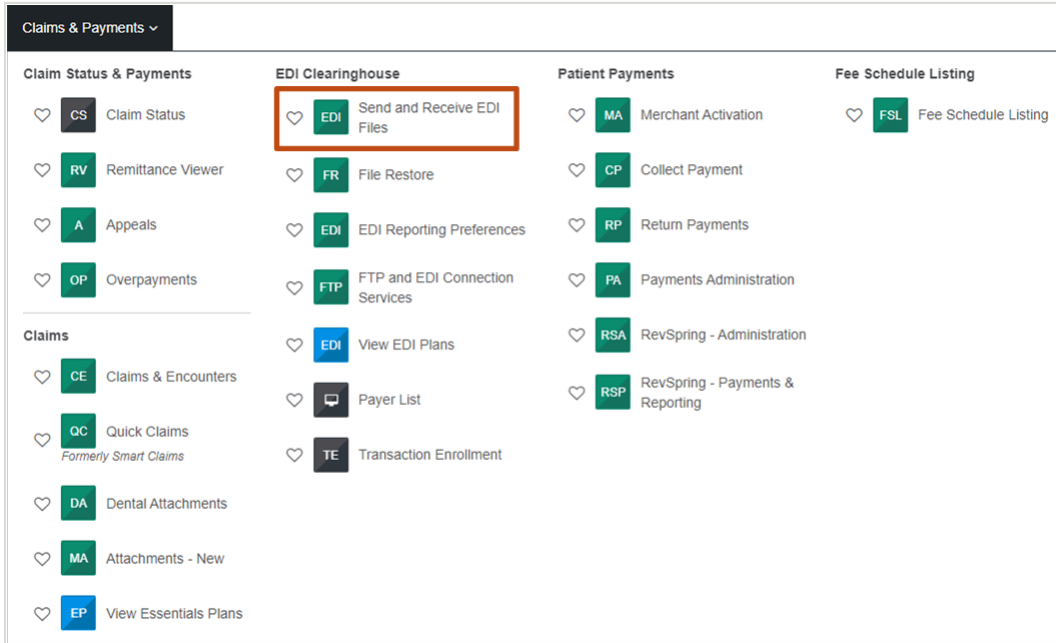 Claims & Payments
Claim Status & Payments
CS Claim Status
RV Remittance Viewer
A Appeals
OP Overpayments
Claims
CE Claims & Encounters
QC Quick Claims
Formerly Smart Claims
DA Dental Attachments
MA Attachments - New
EP View Essentials Plans
EDI Clearinghouse
EDI Send and Receive EDI
Files
FR File Restore
EDI EDI Reporting Preferences
FTP FTP and EDI Connection
Services
EDI View EDI Plans
Payer List
TE Transaction Enrollment
Patient Payments
MA Merchant Activation
CP Collect Payment
RP Return Payments
PA Payments Administration
RSA RevSpring - Administration
RSP RevSpring - Payments &
Reporting
Fee Schedule Listing
FSL Fee Schedule Listing